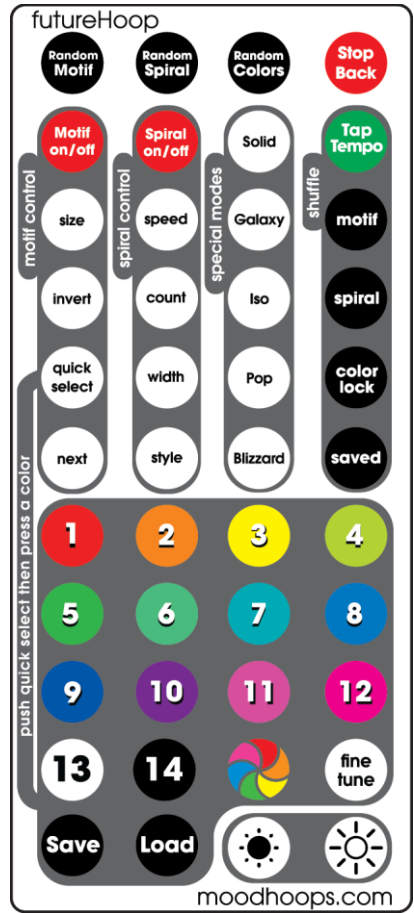 futureHoop
Random
Motif
Random
Spiral
Random
Colors
Stop
Back
motif control
Motif
on/off
size
invert
quick
select
next
spiral control
Spiral
on/off
speed
count
width
style
special modes
Solid
Galaxy
Iso
Pop
Blizzard
shuffle
Tap
Tempo
motif
spiral
color
lock
saved
push quick select then press a color
1
2
3
4
5
6
7
8
9
10
11
12
13
14
fine
tune
Save
Load
moodhoops.com